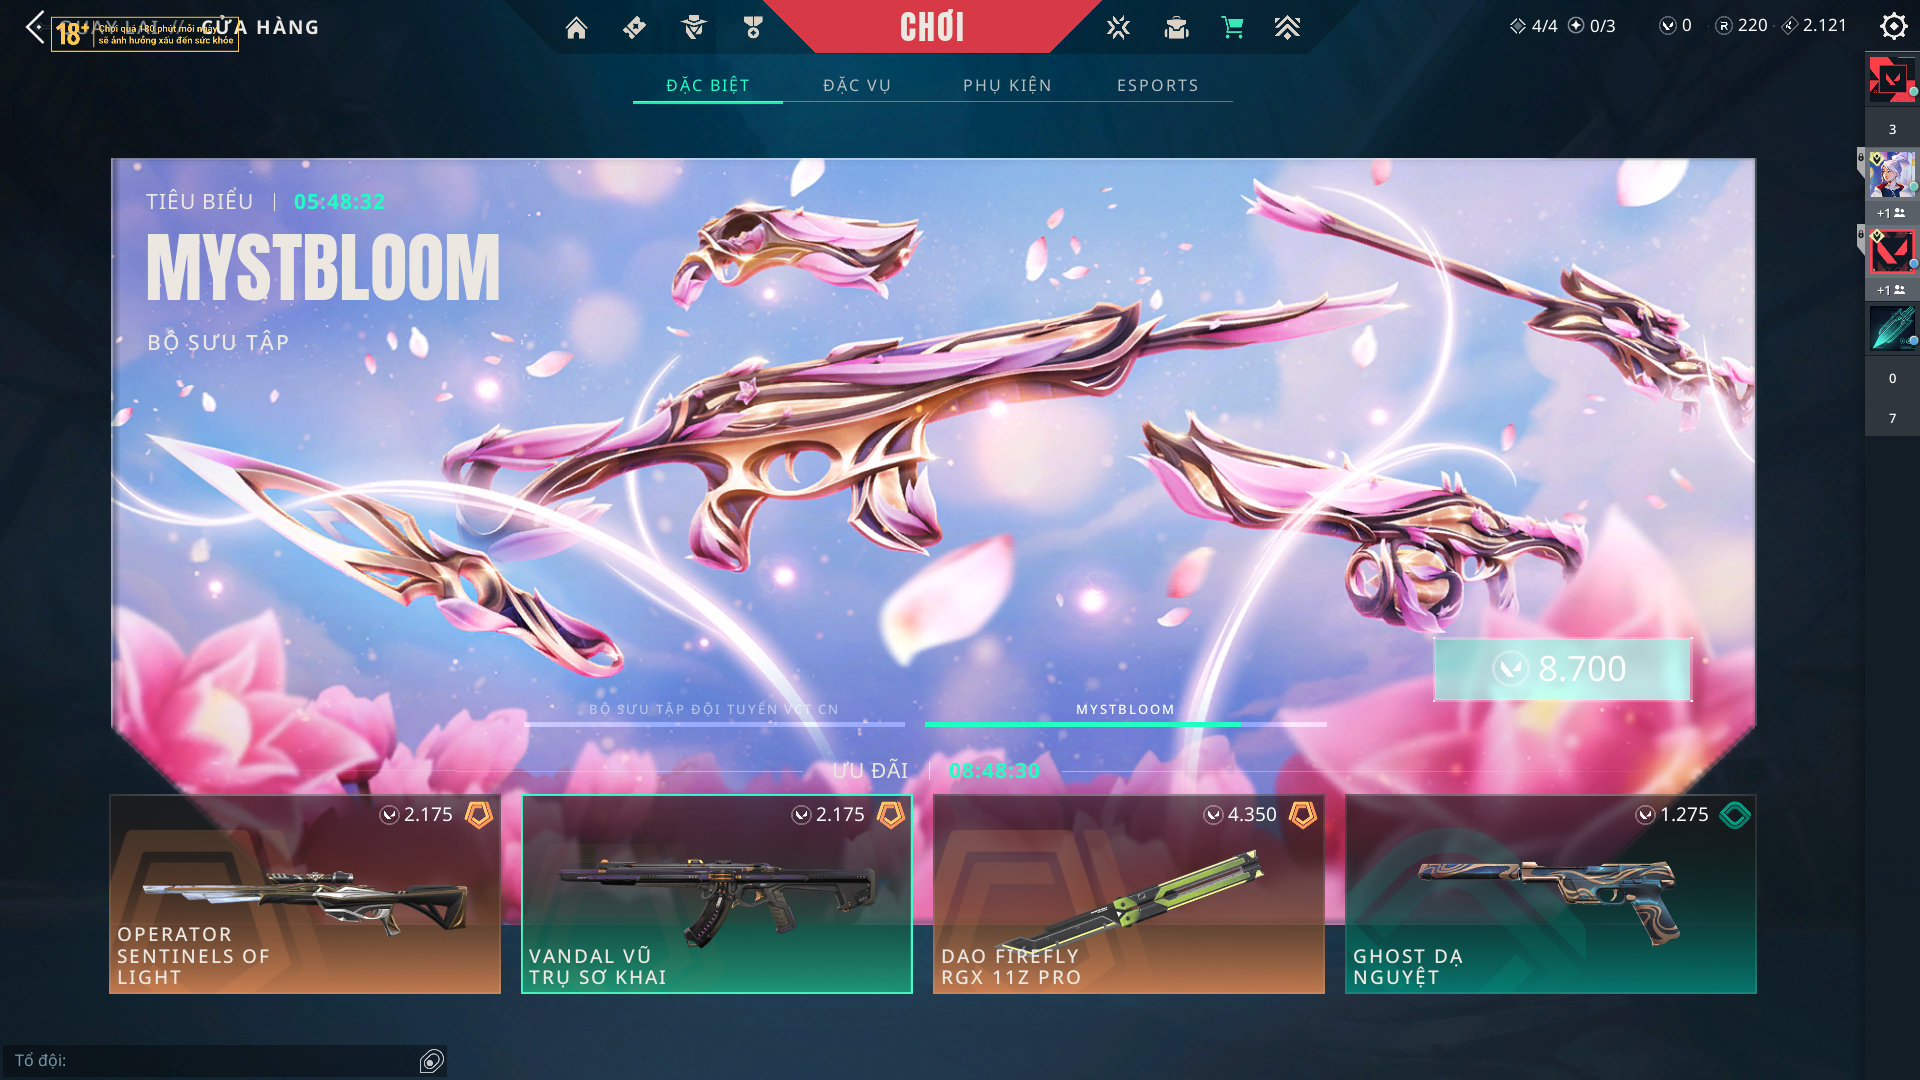 QUAY LẠI // CỬA HÀNG
18+ Chơi quá 180 phút mỗi ngày
sẽ ảnh hưởng xấu đến sức khỏe
CHƠI
4/4 0/3 0 220 2.121
ĐẶC BIỆT ĐẶC VỤ PHỤ KIỆN ESPORTS
3
+1
+1
0
7
TIÊU BIỂU 05:48:32
MYSTBLOOM
BỘ SƯU TẬP
8.700
BỘ SƯU TẬP ĐỘI TUYỂN VCT CN MYSTBLOOM
ƯU ĐÃI 08:48:30
2.175
OPERATOR
SENTINELS OF
LIGHT
2.175
VANDAL VŨ
TRỤ SƠ KHAI
4.350
DAO FIREFLY
RGX 11Z PRO
1.275
GHOST DẠ
NGUYỆT
Tổ đội: